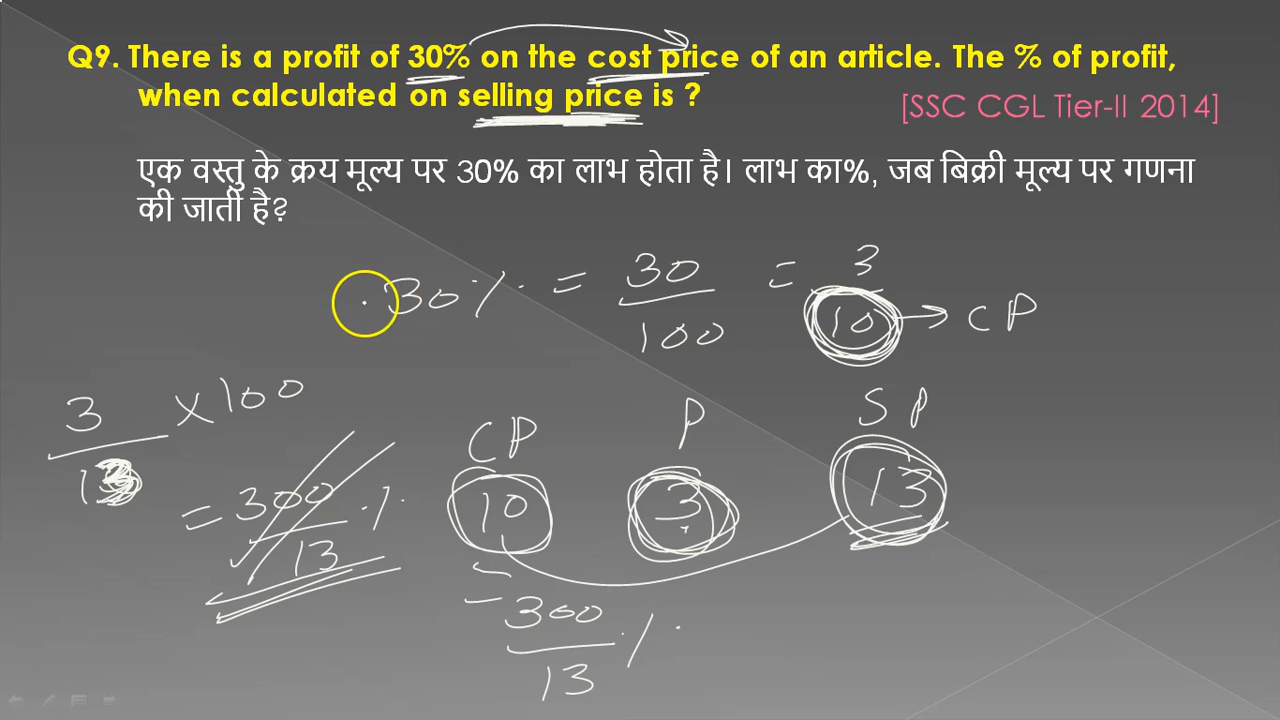 Q9. There is a profit of 30% on the cost price of an article. The % of profit,
when calculated on selling price is ?
[SSC CGL Tier-II 2014]
एक वस्तु के क्रय मूल्य पर 30% का लाभ होता है। लाभ का%, जब बिक्री मूल्य पर गणना
की जाती है?
30% = 30/100 = 3/10 → CP
3/13 × 100
CP P SP
10 3 13
= 300/13 %
= 300/13 %